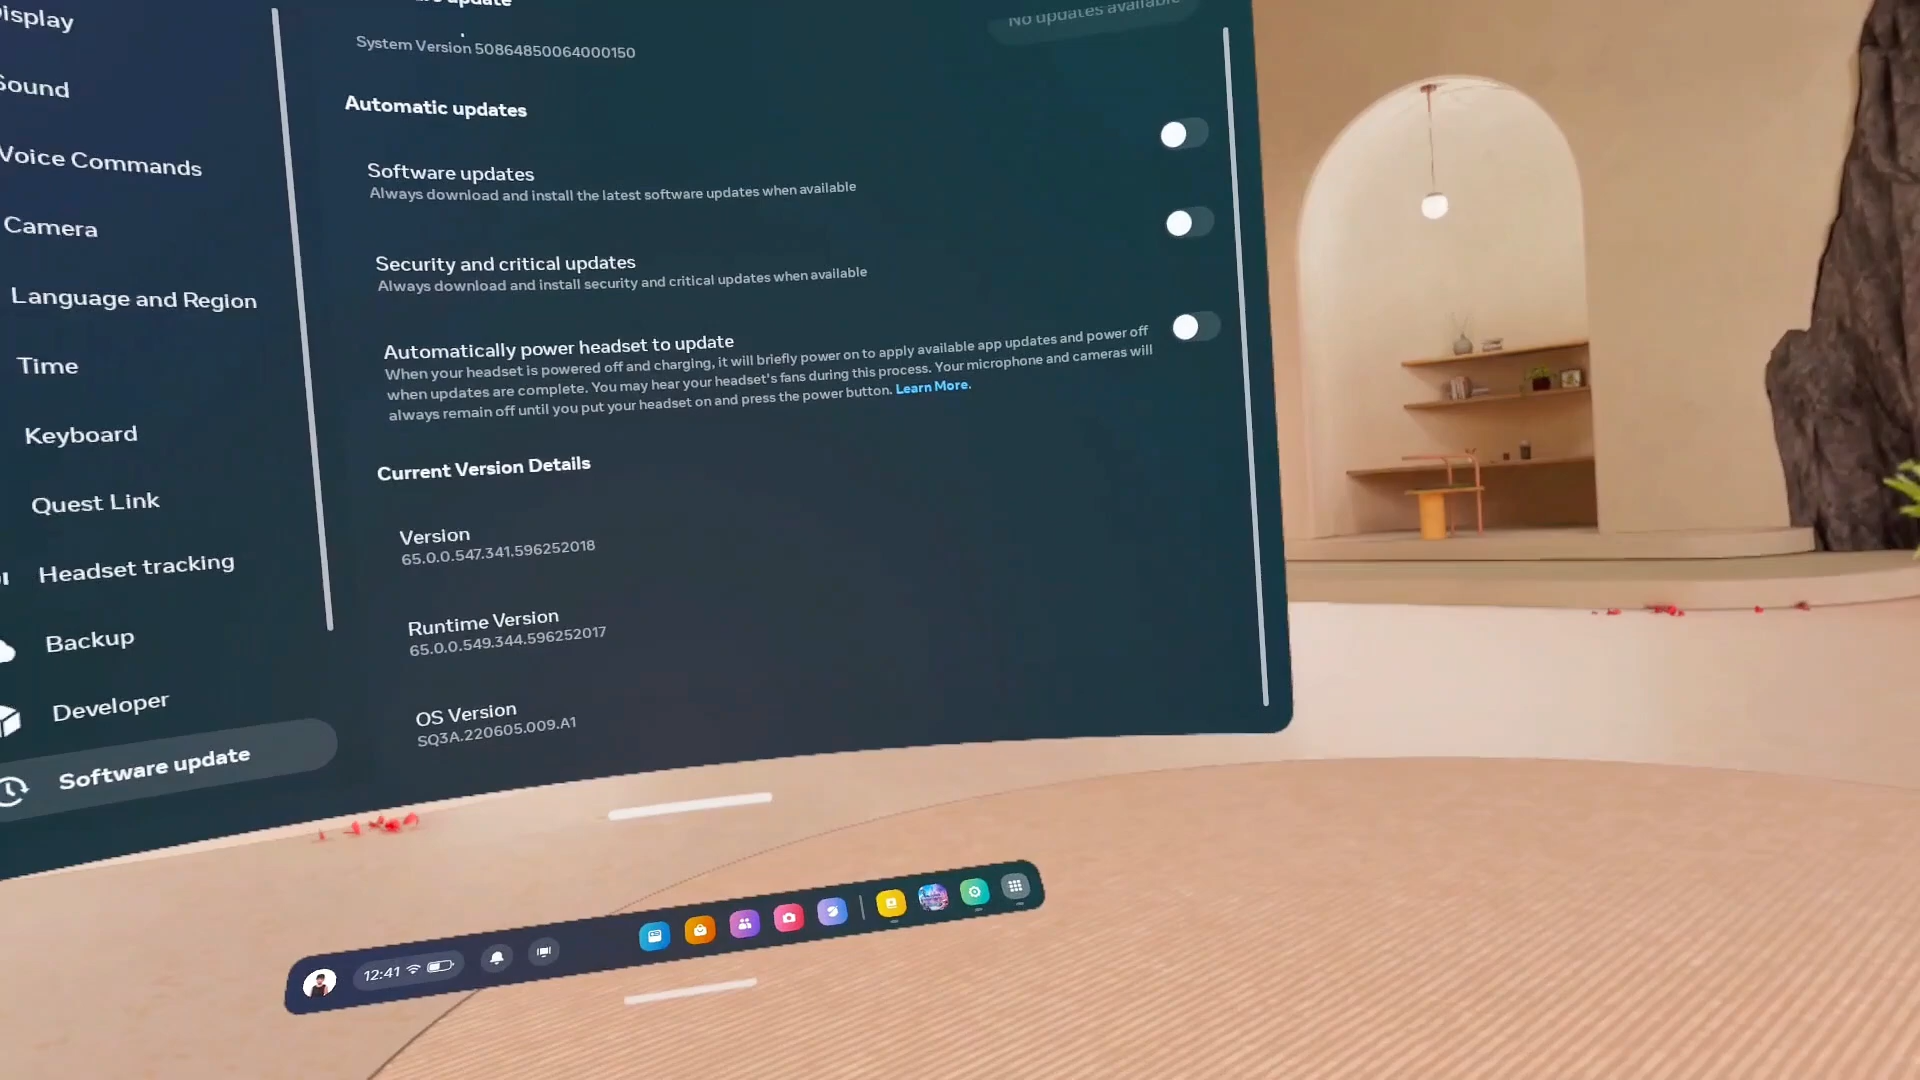 Display
Sound
Voice Commands
Camera
Language and Region
Time
Keyboard
Quest Link
Headset tracking
Backup
Developer
Software update
update
System Version 50864850064000150
No updates available
Automatic updates
Software updates
Always download and install the latest software updates when available
Security and critical updates
Always download and install security and critical updates when available
Automatically power headset to update
When your headset is powered off and charging, it will briefly power on to apply available app updates and power off
when updates are complete. You may hear your headset's fans during this process. Your microphone and cameras will
always remain off until you put your headset on and press the power button. Learn More.
Current Version Details
Version
65.0.0.547.341.596252018
Runtime Version
65.0.0.549.344.596252017
OS Version
SQ3A.220605.009.A1
12:41